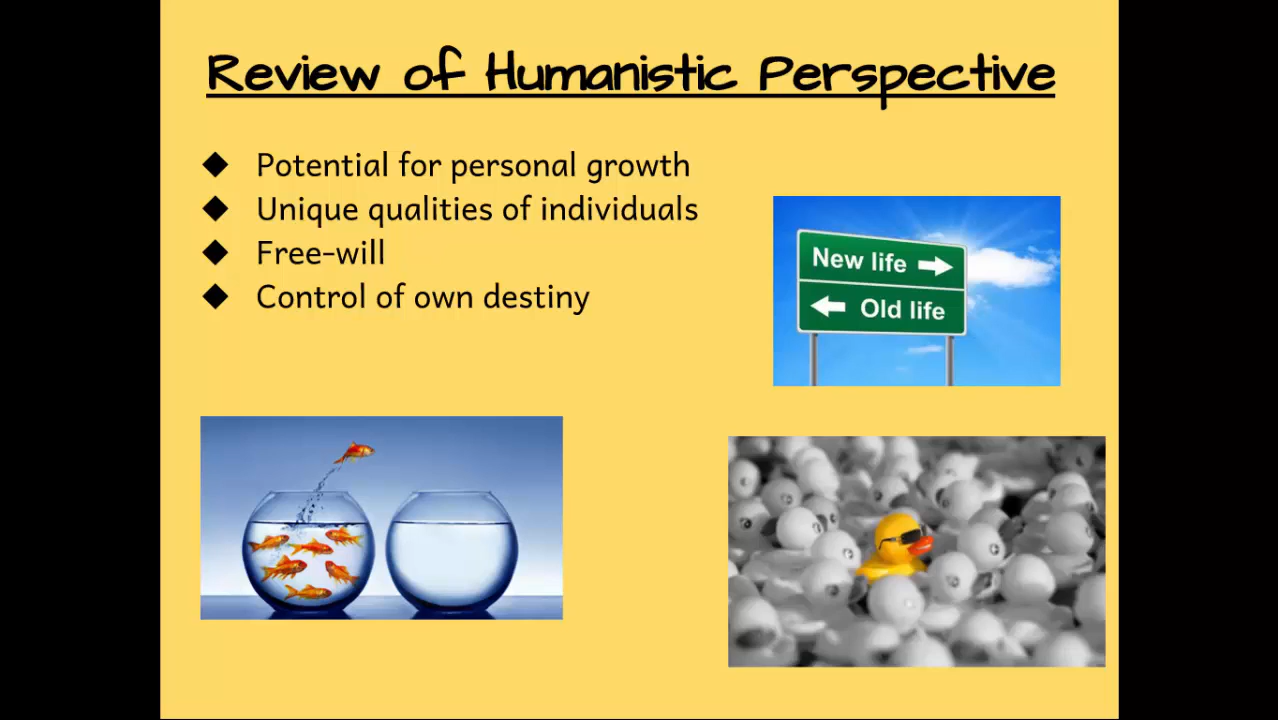 Review of Humanistic Perspective
◆ Potential for personal growth
◆ Unique qualities of individuals
◆ Free-will
◆ Control of own destiny
New life →
← Old life